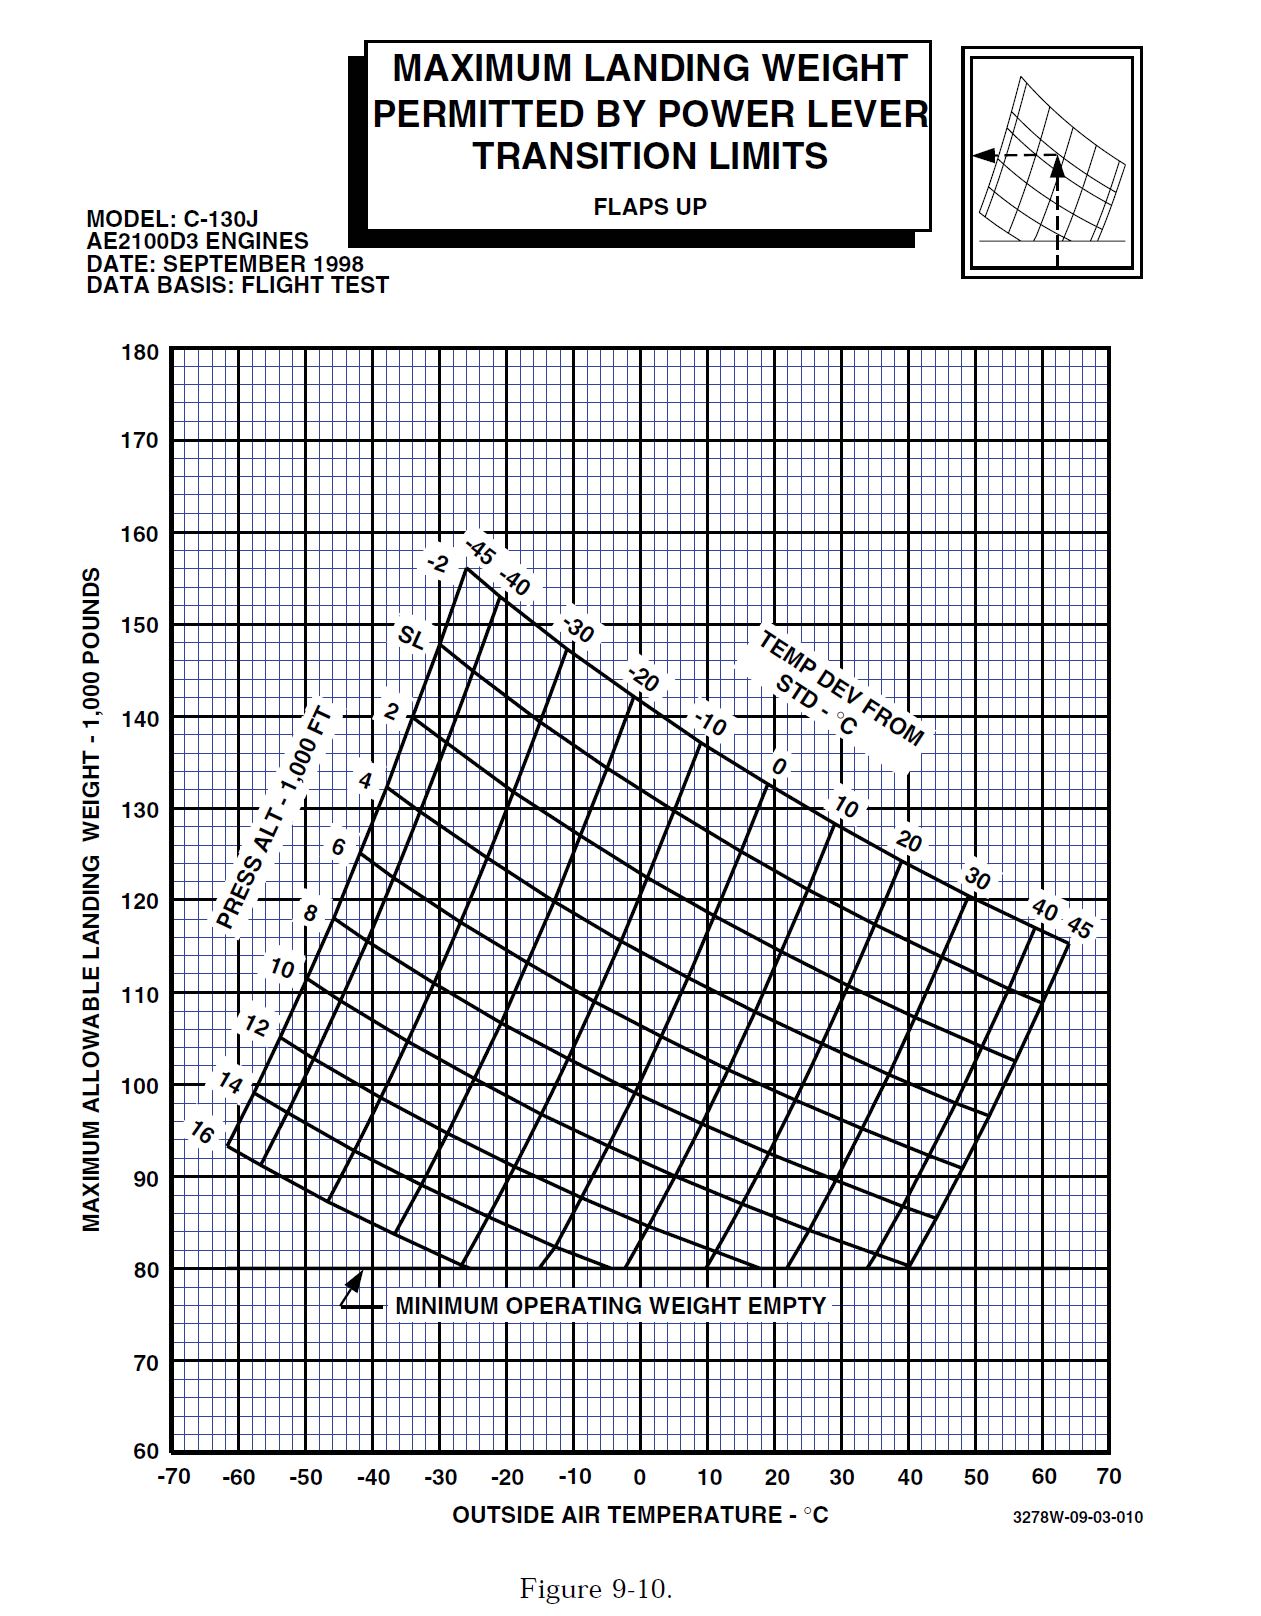 MAXIMUM LANDING WEIGHT
PERMITTED BY POWER LEVER
TRANSITION LIMITS
FLAPS UP
MODEL: C-130J
AE2100D3 ENGINES
DATE: SEPTEMBER 1998
DATA BASIS: FLIGHT TEST
180
170
160
150
140
130
120
110
100
90
80
70
60
MAXIMUM ALLOWABLE LANDING WEIGHT - 1,000 POUNDS
PRESS ALT - 1,000 FT
-2
SL
2
4
6
8
10
12
14
16
-45
-40
-30
-20
-10
0
10
20
30
40
45
TEMP DEV FROM
STD - °C
MINIMUM OPERATING WEIGHT EMPTY
-70 -60 -50 -40 -30 -20 -10 0 10 20 30 40 50 60 70
OUTSIDE AIR TEMPERATURE - °C
3278W-09-03-010
Figure 9-10.